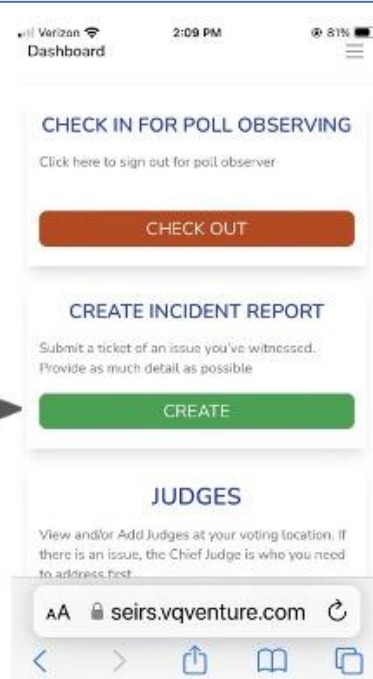 Verizon 2:09 PM 81%
Dashboard
CHECK IN FOR POLL OBSERVING
Click here to sign out for poll observer
CHECK OUT
CREATE INCIDENT REPORT
Submit a ticket of an issue you've witnessed.
Provide as much detail as possible
CREATE
JUDGES
View and/or Add Judges at your voting location. If
there is an issue, the Chief Judge is who you need
to address first
AA seirs.vqventure.com